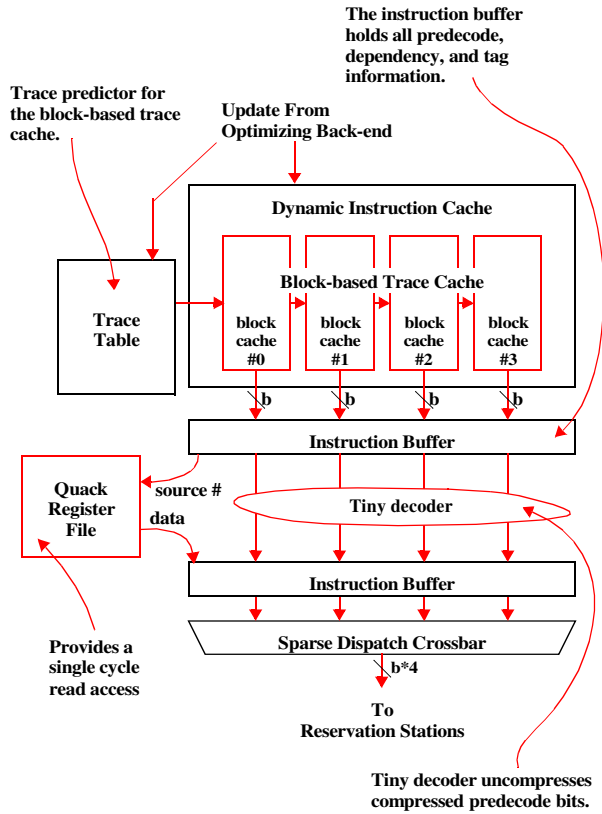 The instruction buffer
holds all predecode,
dependency, and tag
information.
Trace predictor for
the block-based trace
cache.
Update From
Optimizing Back-end
Dynamic Instruction Cache
Block-based Trace Cache
Trace
Table
block
cache
#0
block
cache
#1
block
cache
#2
block
cache
#3
b
b
b
b
Instruction Buffer
Quack
Register
File
source #
data
Tiny decoder
Instruction Buffer
Sparse Dispatch Crossbar
b*4
Provides a
single cycle
read access
To
Reservation Stations
Tiny decoder uncompresses
compressed predecode bits.